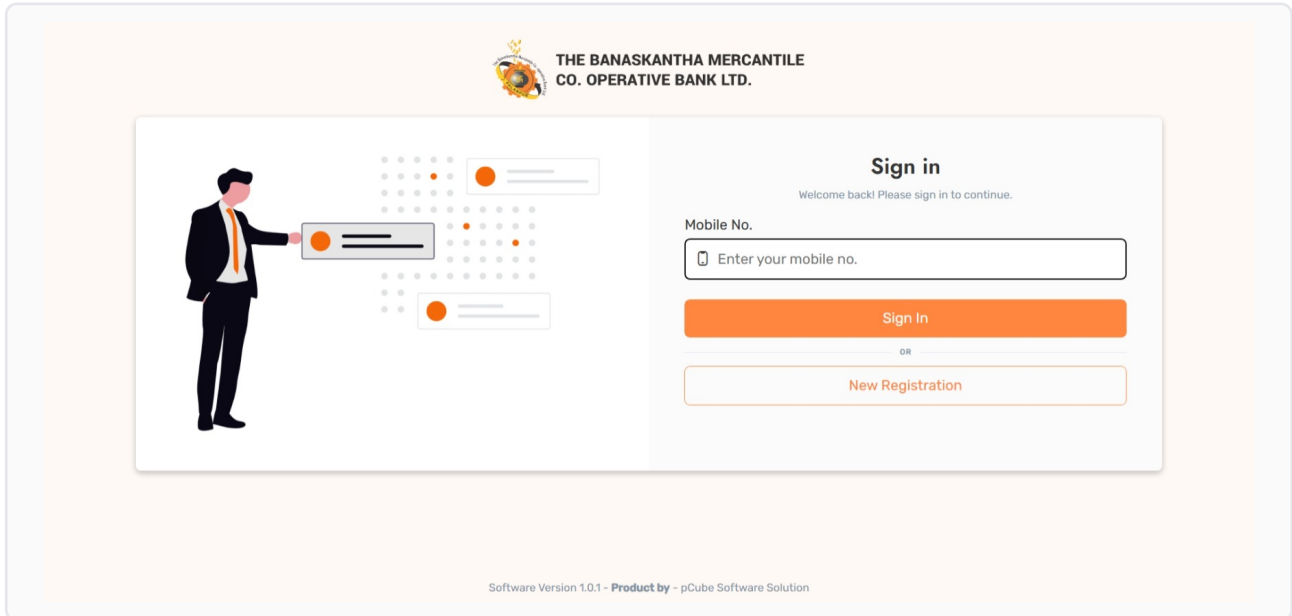 THE BANASKANTHA MERCANTILE
CO. OPERATIVE BANK LTD.
Sign in
Welcome back! Please sign in to continue.
Mobile No.
Enter your mobile no.
Sign In
OR
New Registration
Software Version 1.0.1 - Product by - pCube Software Solution